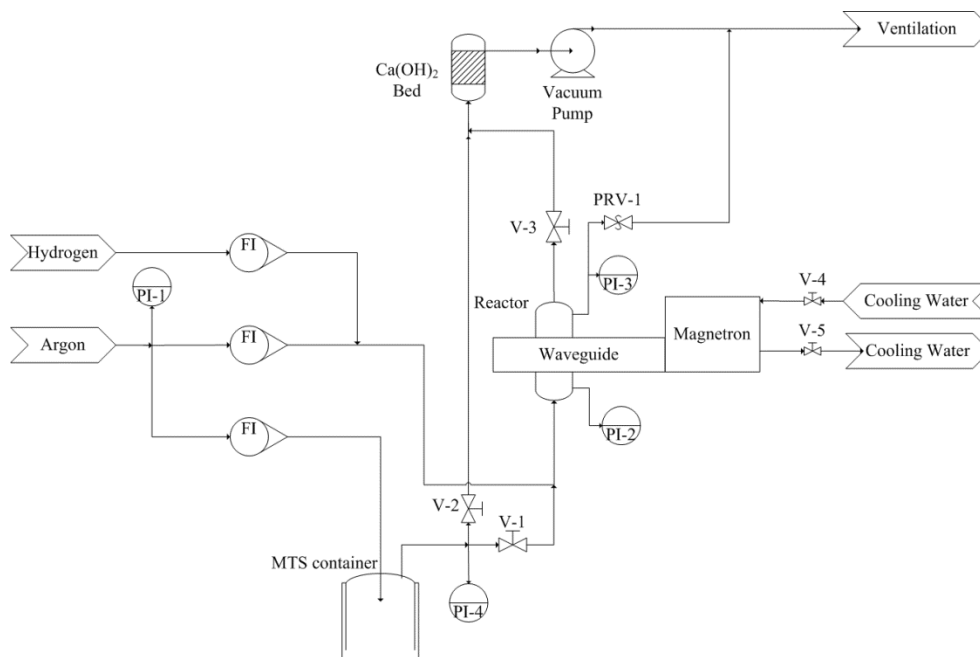 Ventilation
Ca(OH)₂
Bed
Vacuum
Pump
PRV-1
V-3
Hydrogen
FI
PI-1
PI-3
V-4
Cooling Water
Reactor
Argon
FI
Waveguide
Magnetron
V-5
Cooling Water
FI
PI-2
V-2
V-1
MTS container
PI-4